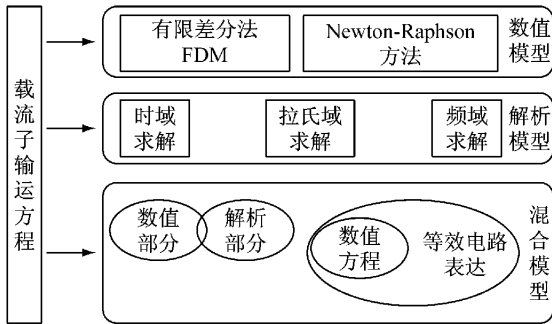 载流子输运方程
有限差分法
FDM
Newton-Raphson
方法
数值模型
时域
求解
拉氏域
求解
频域
求解
解析模型
数值
部分
解析
部分
数值
方程
等效电路
表达
混合模型